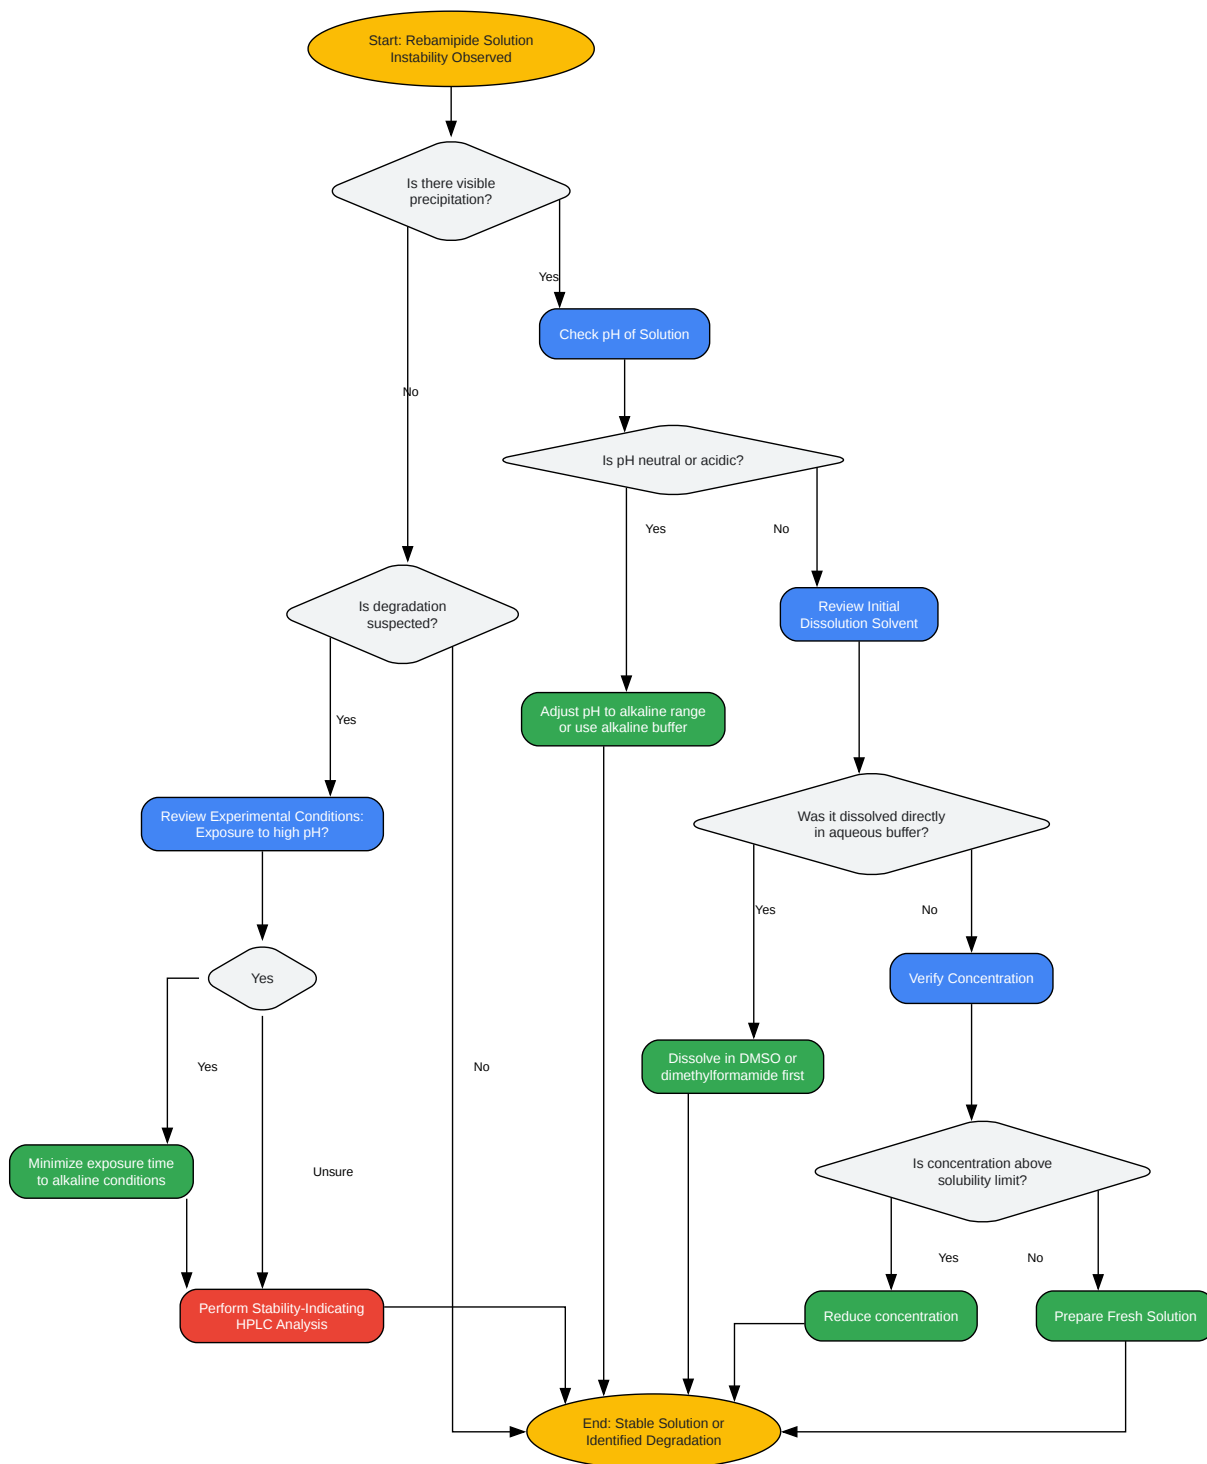 Start: Rebamipide Solution
Instability Observed
Is there visible
precipitation?
Yes
Check pH of Solution
No
Is pH neutral or acidic?
Yes
No
Is degradation
suspected?
Review Initial
Dissolution Solvent
Adjust pH to alkaline range
or use alkaline buffer
Yes
Review Experimental Conditions:
Exposure to high pH?
Was it dissolved directly
in aqueous buffer?
Yes
No
Yes
Verify Concentration
Yes
No
Dissolve in DMSO or
dimethylformamide first
Minimize exposure time
to alkaline conditions
Unsure
Is concentration above
solubility limit?
Yes
No
Perform Stability-Indicating
HPLC Analysis
Reduce concentration
Prepare Fresh Solution
End: Stable Solution or
Identified Degradation